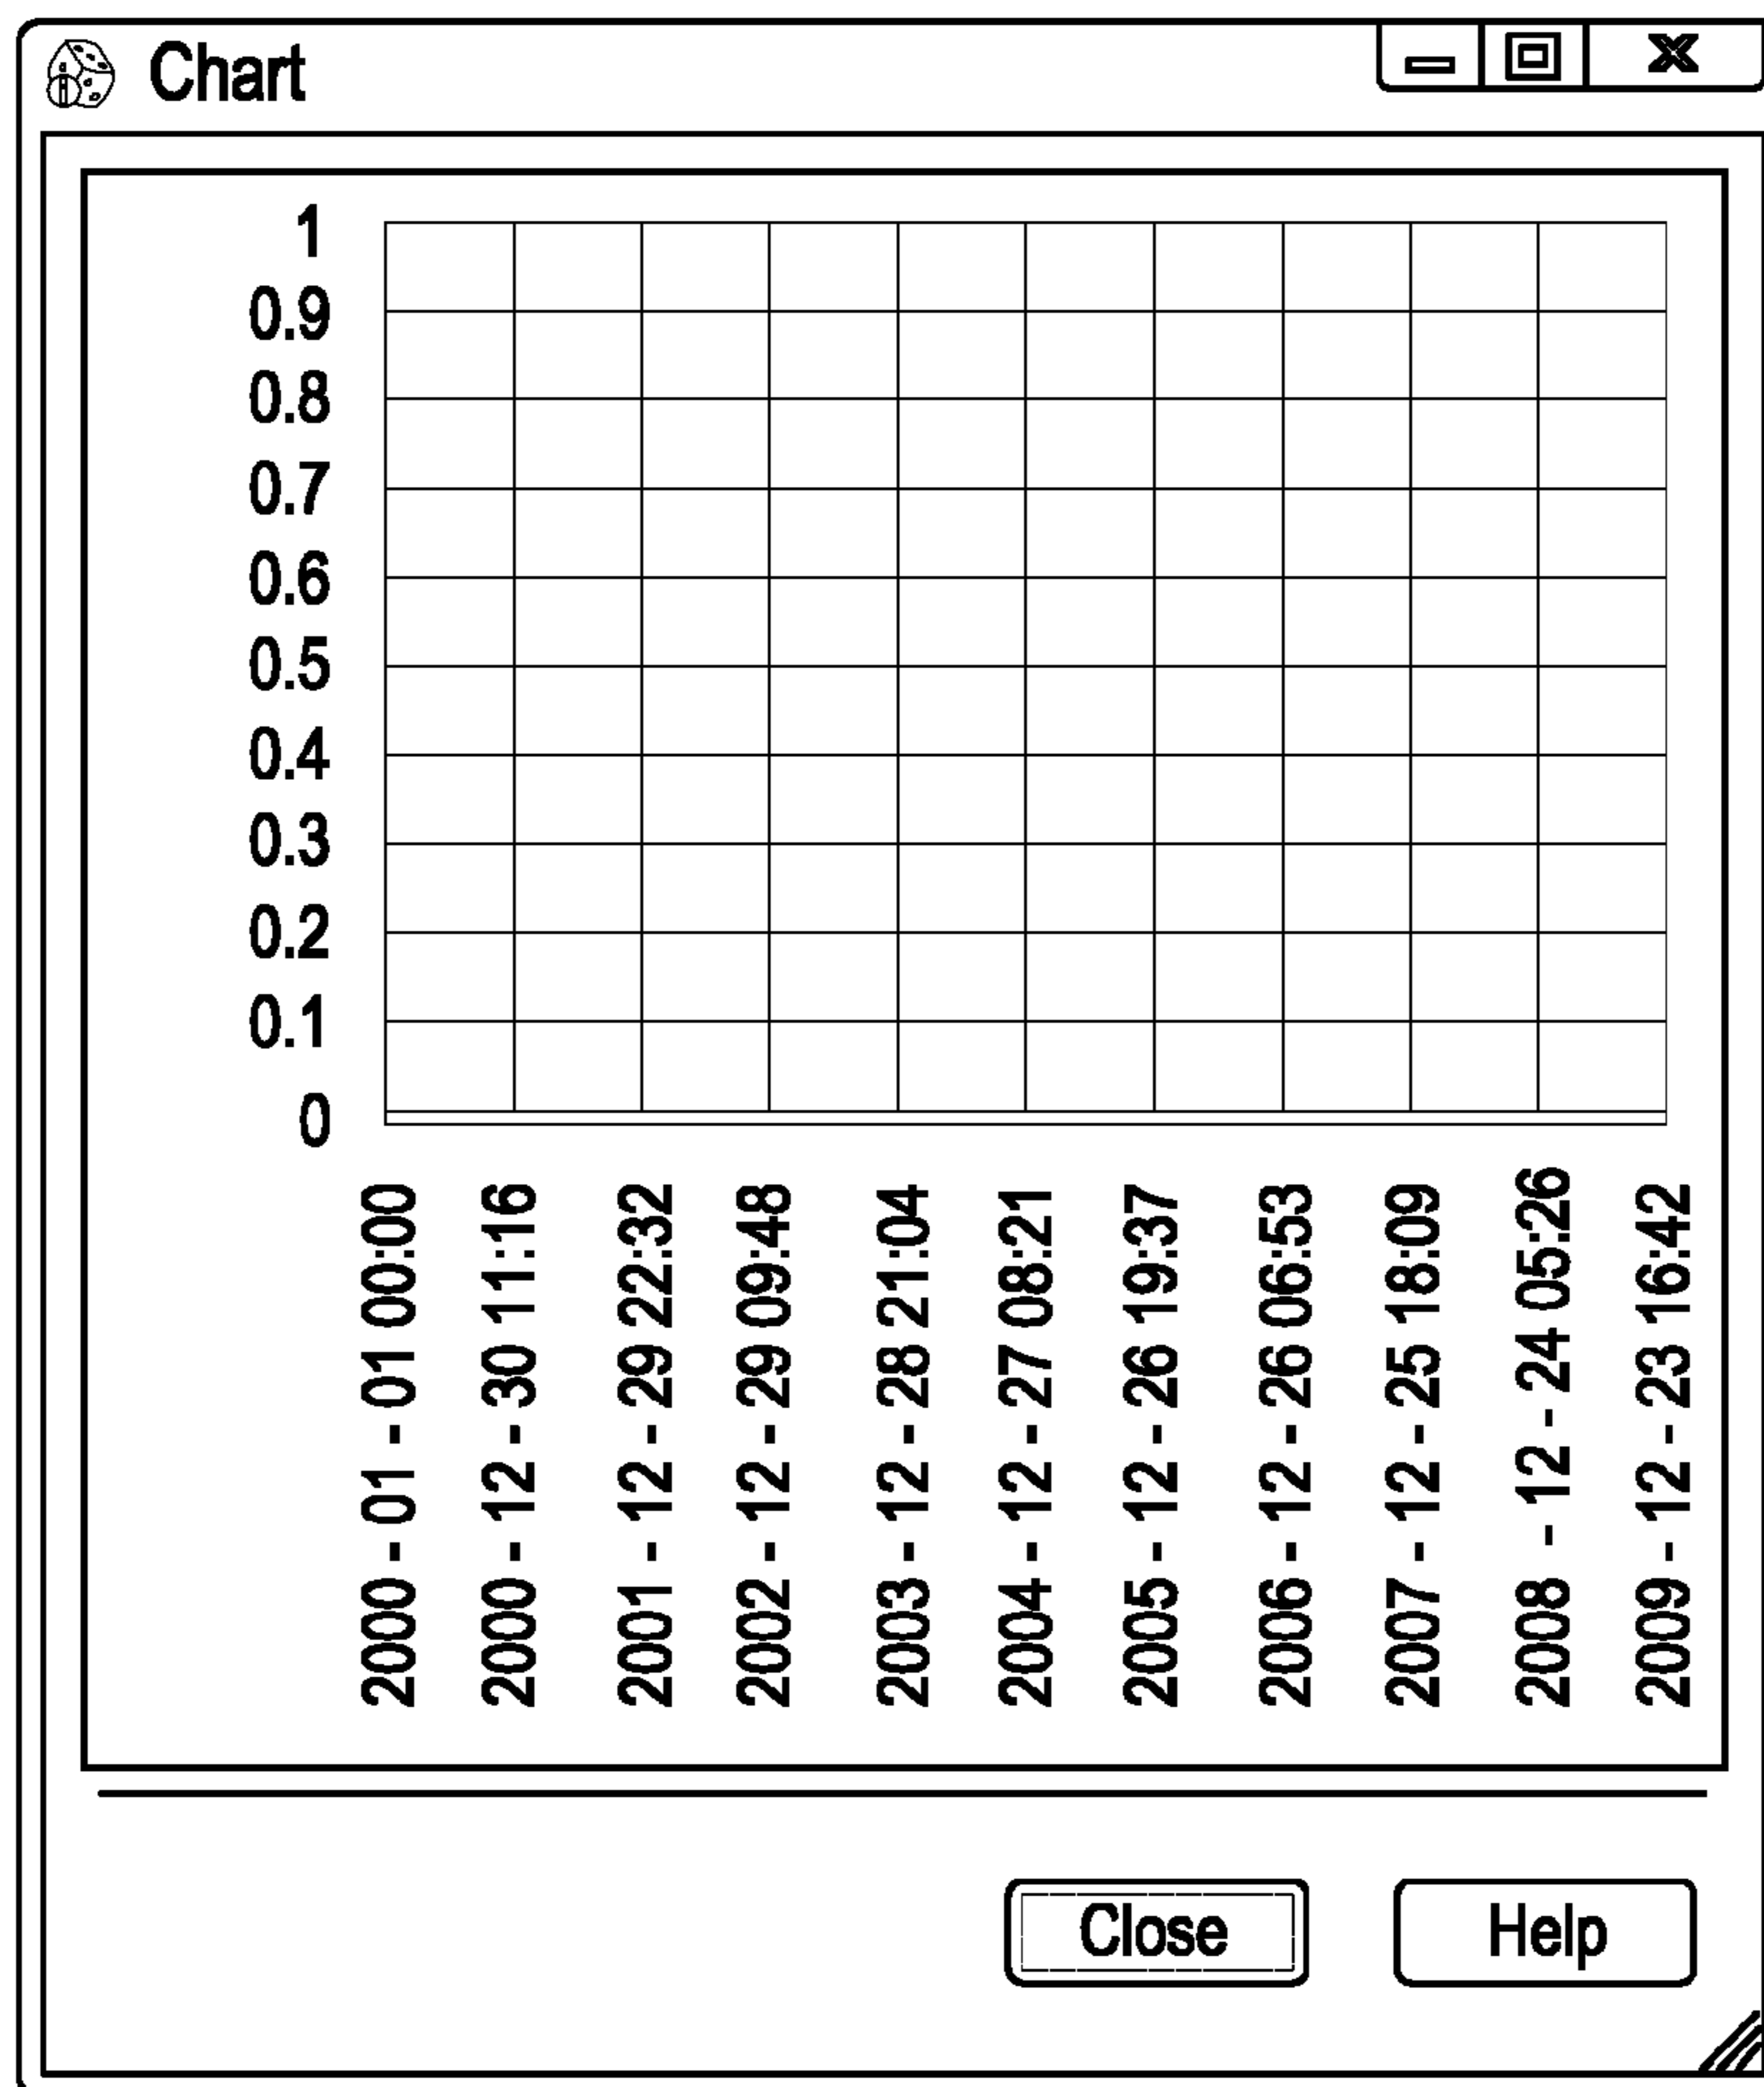 Chart
1
0.9
0.8
0.7
0.6
0.5
0.4
0.3
0.2
0.1
0
2000 - 01 - 01 00:00
2000 - 12 - 30 11:16
2001 - 12 - 29 22:32
2002 - 12 - 29 09:48
2003 - 12 - 28 21:04
2004 - 12 - 27 08:21
2005 - 12 - 26 19:37
2006 - 12 - 26 06:53
2007 - 12 - 25 18:09
2008 - 12 - 24 05:26
2009 - 12 - 23 16:42
Close
Help